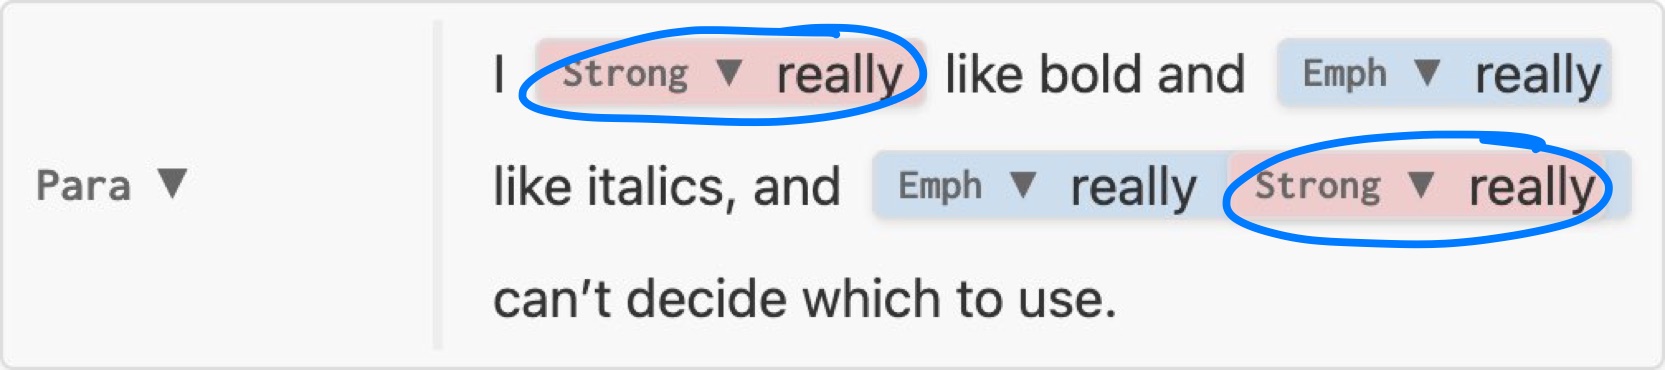 I Strong ▼ really like bold and Emph ▼ really
Para ▼ like italics, and Emph ▼ really Strong ▼ really
can’t decide which to use.